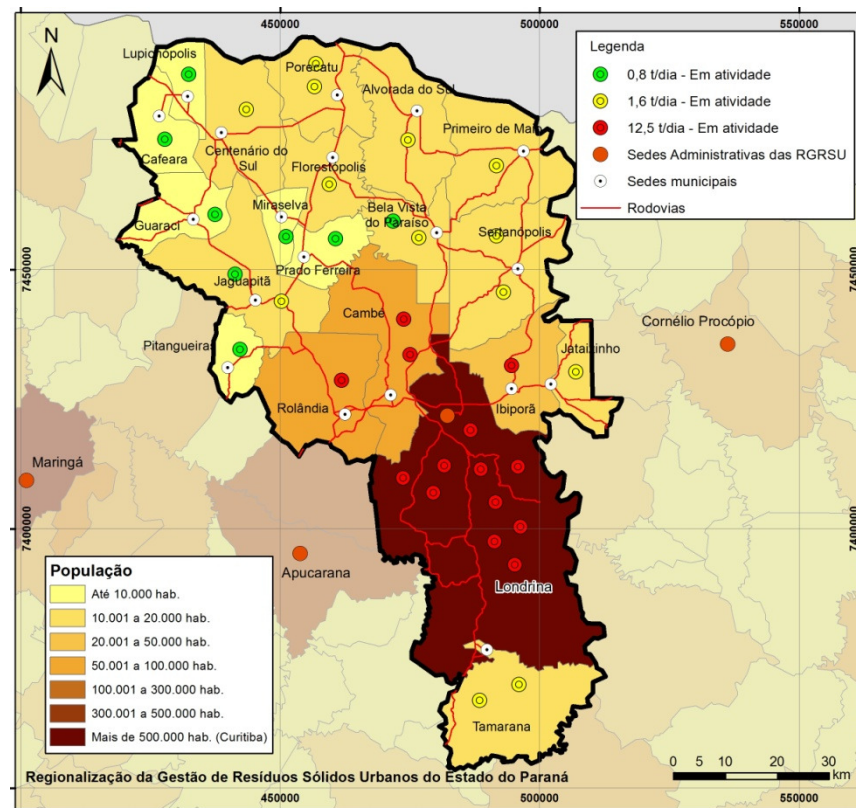 450000
500000
550000
N
Legenda
0,8 t/dia - Em atividade
1,6 t/dia - Em atividade
12,5 t/dia - Em atividade
Sedes Administrativas das RGRSU
Sedes municipais
Rodovias
Lupionópolis
Porecatu
Alvorada do Sul
Primeiro de Maio
Centenário do
Sul
Cafeara
Florestópolis
Miraselva
Bela Vista
do Paraíso
Guaraci
Sertanópolis
Prado Ferreira
Jaguapitã
7450000
7450000
Cambé
Cornélio Procópio
Pitangueiras
Jataizinho
Rolândia
Ibiporã
Maringá
7400000
7400000
Apucarana
Londrina
População
Até 10.000 hab.
10.001 a 20.000 hab.
20.001 a 50.000 hab.
50.001 a 100.000 hab.
100.001 a 300.000 hab.
300.001 a 500.000 hab.
Mais de 500.000 hab. (Curitiba)
Tamarana
0 5 10 20 30
km
Regionalização da Gestão de Resíduos Sólidos Urbanos do Estado do Paraná
450000
500000
550000